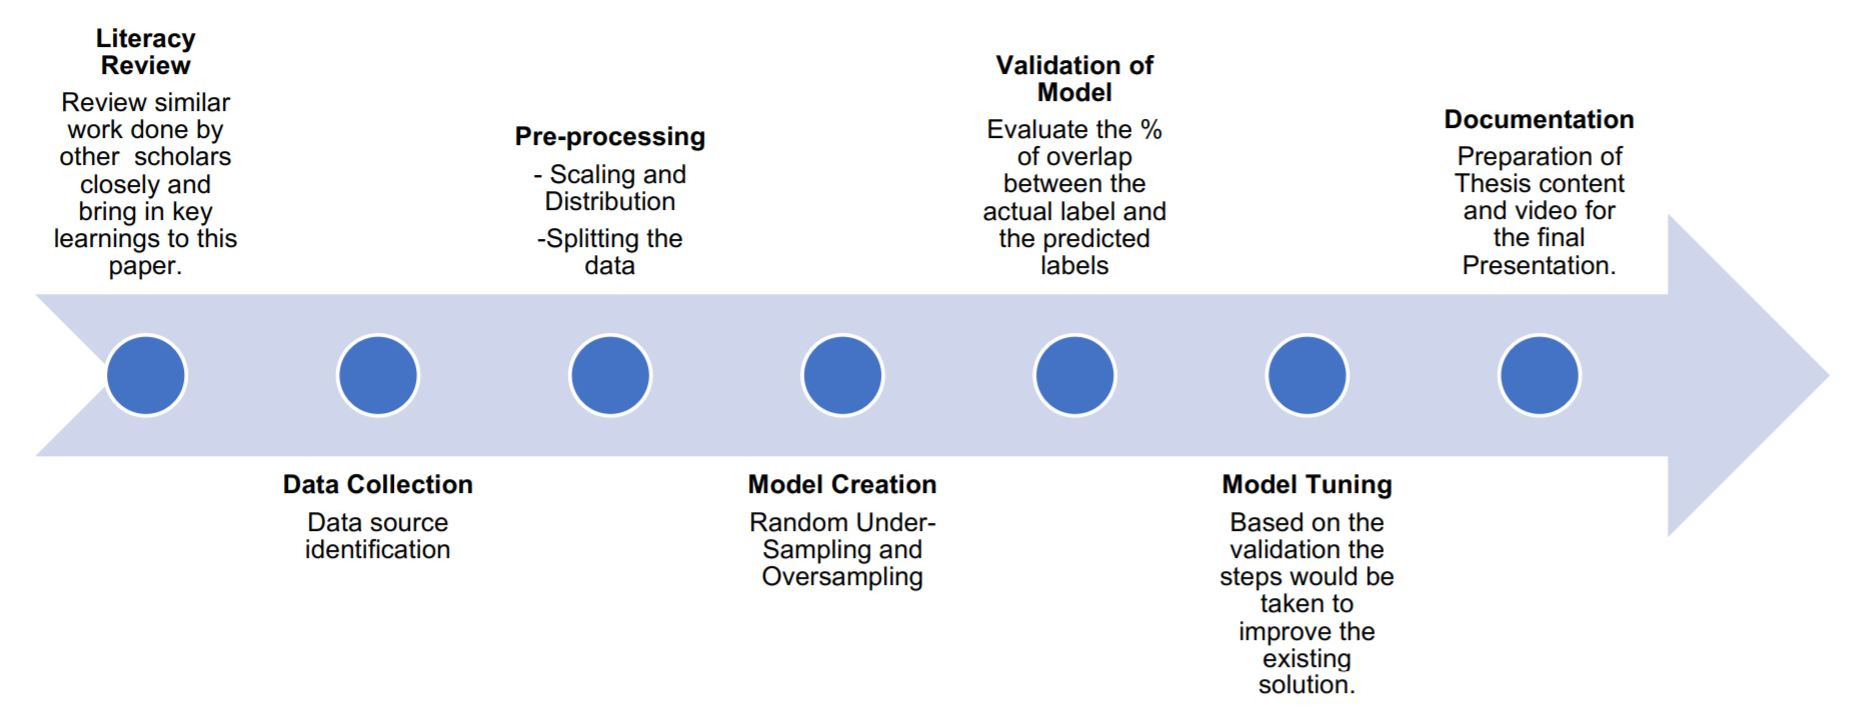 Literacy
Review
Review similar
work done by
other  scholars
closely and
bring in key
learnings to this
paper.
Data Collection
Data source
identification
Pre-processing
- Scaling and
Distribution
-Splitting the
data
Model Creation
Random Under-
Sampling and
Oversampling
Validation of
Model
Evaluate the %
of overlap
between the
actual label and
the predicted
labels
Model Tuning
Based on the
validation the
steps would be
taken to
improve the
existing
solution.
Documentation
Preparation of
Thesis content
and video for
the final
Presentation.